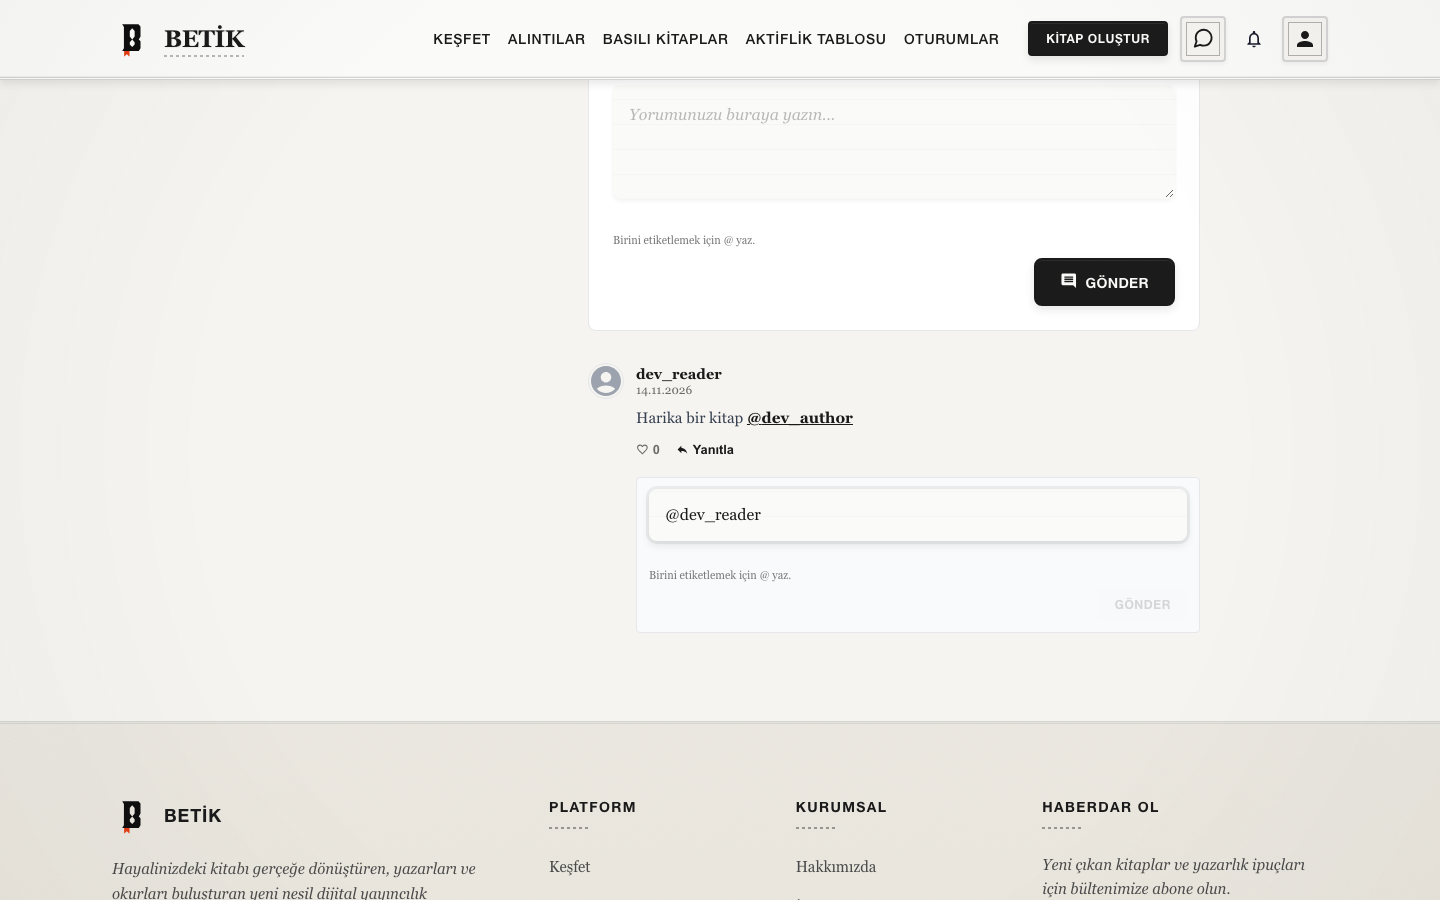 BETİK
KEŞFET ALINTILAR BASILI KİTAPLAR AKTİFLİK TABLOSU OTURUMLAR KİTAP OLUŞTUR
Yorumunuzu buraya yazın...
Birini etiketlemek için @ yaz.
GÖNDER
dev_reader
14.11.2026
Harika bir kitap @dev_author
0 Yanıtla
@dev_reader
Birini etiketlemek için @ yaz.
GÖNDER
BETİK
Hayalinizdeki kitabı gerçeğe dönüştüren, yazarları ve
okurları buluşturan yeni nesil dijital yayıncılık
PLATFORM
Keşfet
KURUMSAL
Hakkımızda
HABERDAR OL
Yeni çıkan kitaplar ve yazarlık ipuçları
için bültenimize abone olun.